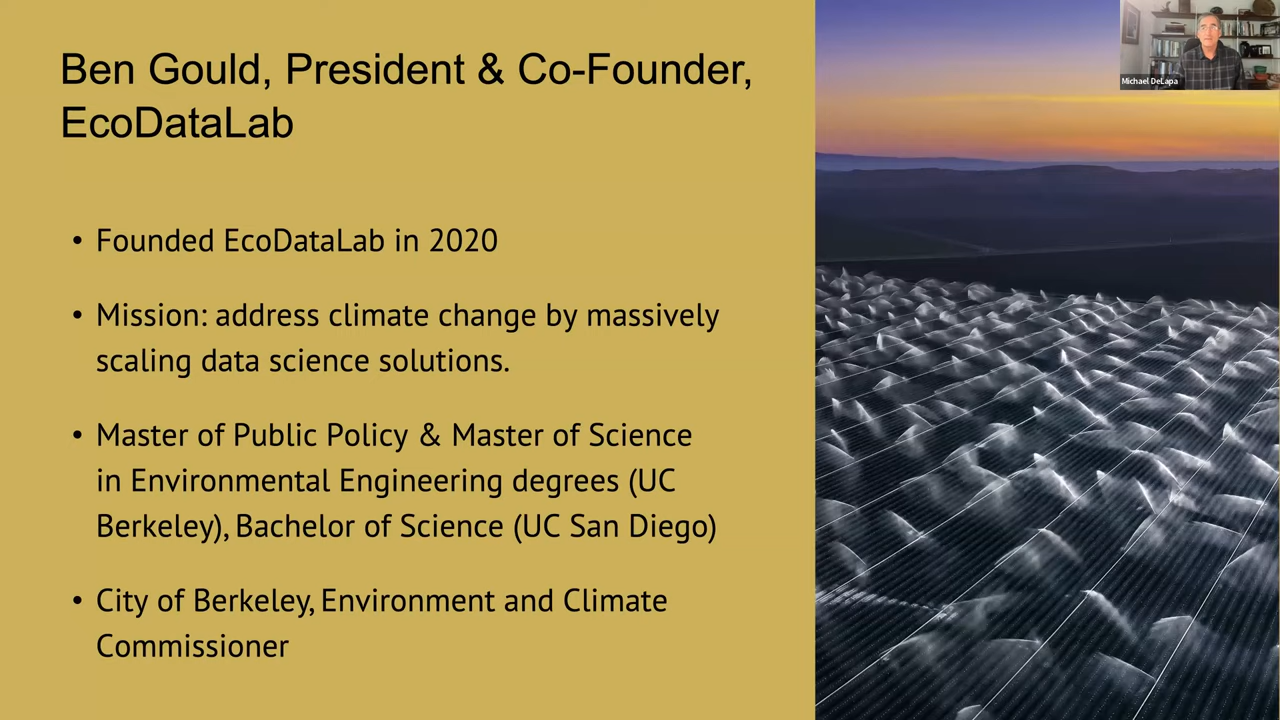 Ben Gould, President & Co-Founder,
EcoDataLab
• Founded EcoDataLab in 2020
• Mission: address climate change by massively
scaling data science solutions.
• Master of Public Policy & Master of Science
in Environmental Engineering degrees (UC
Berkeley), Bachelor of Science (UC San Diego)
• City of Berkeley, Environment and Climate
Commissioner
Michael DeLapa